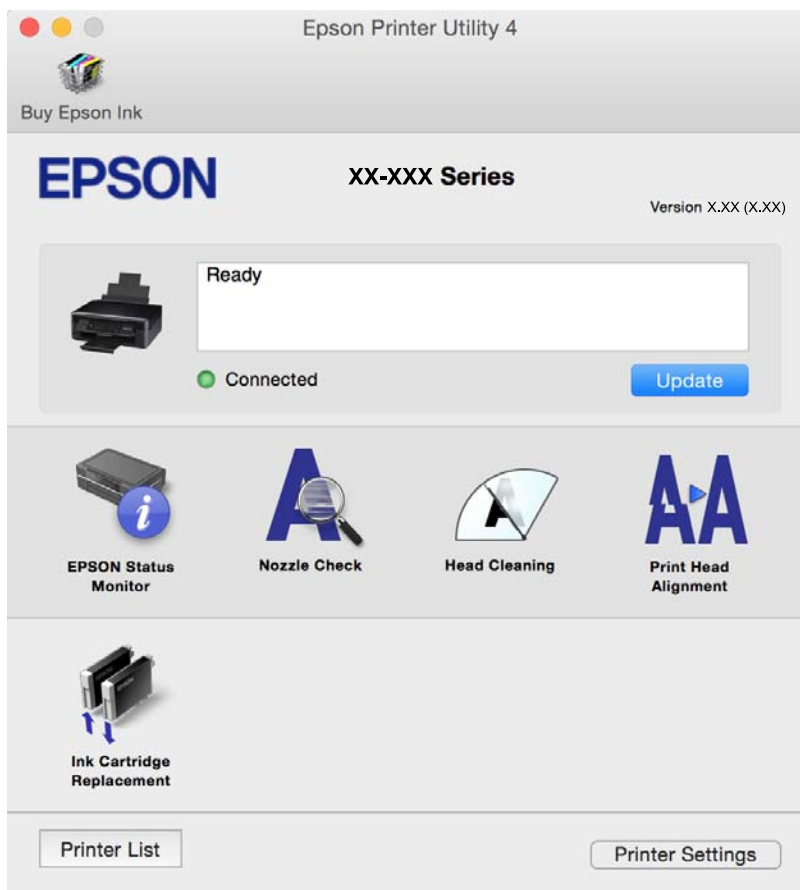 Epson Printer Utility 4
Buy Epson Ink
EPSON
XX-XXX Series
Version X.XX (X.XX)
Ready
Connected
Update
EPSON Status
Monitor
Nozzle Check
Head Cleaning
Print Head
Alignment
Ink Cartridge
Replacement
Printer List
Printer Settings